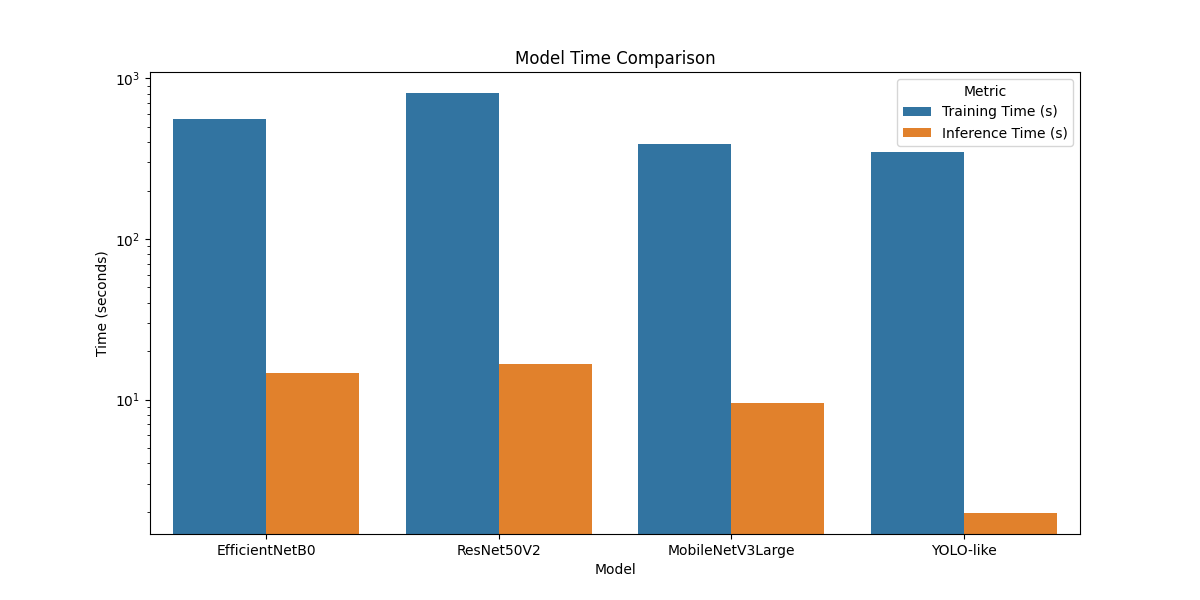 Model Time Comparison
Metric
Training Time (s)
Inference Time (s)
10³
10²
10¹
Time (seconds)
EfficientNetB0 ResNet50V2 MobileNetV3Large YOLO-like
Model